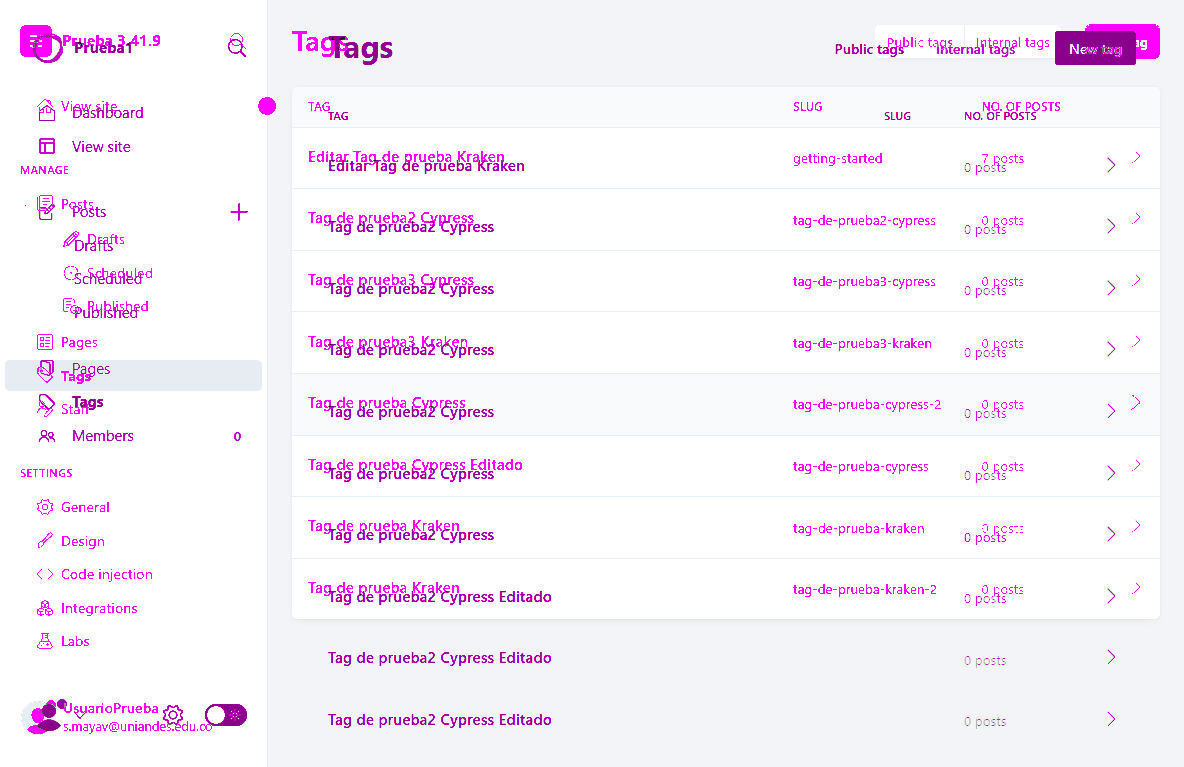 Prueba 3.41.9
Prueba1
View site
Dashboard
View site
MANAGE
Posts
Posts
Drafts
Drafts
Scheduled
Scheduled
Published
Published
Pages
Pages
Tags
Tags
Staff
Members 0
SETTINGS
General
Design
Code injection
Integrations
Labs
UsuarioPrueba
s.mayav@uniandes.edu.co
Tags
Tags
Public tags Internal tags
Public tags Internal tags New tag
TAG SLUG NO. OF POSTS
TAG SLUG NO. OF POSTS
Editar Tag de prueba Kraken getting-started 7 posts
Editar Tag de prueba Kraken 0 posts
Tag de prueba2 Cypress tag-de-prueba2-cypress 0 posts
Tag de prueba2 Cypress 0 posts
Tag de prueba3 Cypress tag-de-prueba3-cypress 0 posts
Tag de prueba2 Cypress 0 posts
Tag de prueba3 Kraken tag-de-prueba3-kraken 0 posts
Tag de prueba2 Cypress 0 posts
Tag de prueba Cypress tag-de-prueba-cypress-2 0 posts
Tag de prueba2 Cypress 0 posts
Tag de prueba Cypress Editado tag-de-prueba-cypress 0 posts
Tag de prueba2 Cypress 0 posts
Tag de prueba Kraken tag-de-prueba-kraken 0 posts
Tag de prueba2 Cypress 0 posts
Tag de prueba Kraken tag-de-prueba-kraken-2 0 posts
Tag de prueba2 Cypress Editado 0 posts
Tag de prueba2 Cypress Editado 0 posts
Tag de prueba2 Cypress Editado 0 posts